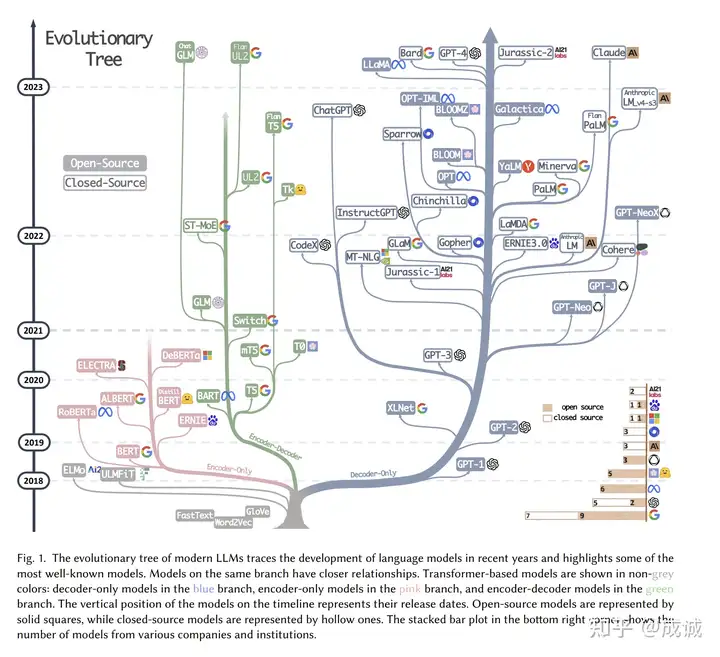 Evolutionary
Tree
2023
2022
2021
2020
2019
2018
Open-Source
Closed-Source
Chat
GLM
Flan
UL2
Flan
T5
UL2
Tk
ST-MoE
GLM
Switch
mT5
T0
BART
T5
Encoder-Decoder
DeBERTa
ELECTRA
ALBERT
Distill
BERT
RoBERTa
ERNIE
BERT
ELMo
Ai2
ULMFiT
Encoder-Only
FastText
GloVe
Word2Vec
Decoder-Only
Bard
GPT-4
Jurassic-2
AI21
labs
Claude
LLaMA
Anthropic
LM_v4-s3
ChatGPT
OPT-IML
BLOOMZ
Galactica
Flan
PaLM
Sparrow
BLOOM
YaLM
Minerva
OPT
PaLM
Chinchilla
InstructGPT
GPT-NeoX
LaMDA
CodeX
GLaM
Gopher
ERNIE3.0
Anthropic
LM
Cohere
MT-NLG
Jurassic-1
AI21
labs
GPT-J
GPT-Neo
GPT-3
XLNet
GPT-2
GPT-1
open source
closed source
2
AI21
labs
1 1
1 1
3
3
3
5
6
5 2
7 9
Fig. 1. The evolutionary tree of modern LLMs traces the development of language models in recent years and highlights some of the
most well-known models. Models on the same branch have closer relationships. Transformer-based models are shown in non-grey
colors: decoder-only models in the blue branch, encoder-only models in the pink branch, and encoder-decoder models in the green
branch. The vertical position of the models on the timeline represents their release dates. Open-source models are represented by
solid squares, while closed-source models are represented by hollow ones. The stacked bar plot in the bottom right corner shows the
number of models from various companies and institutions.
知乎 @成诚